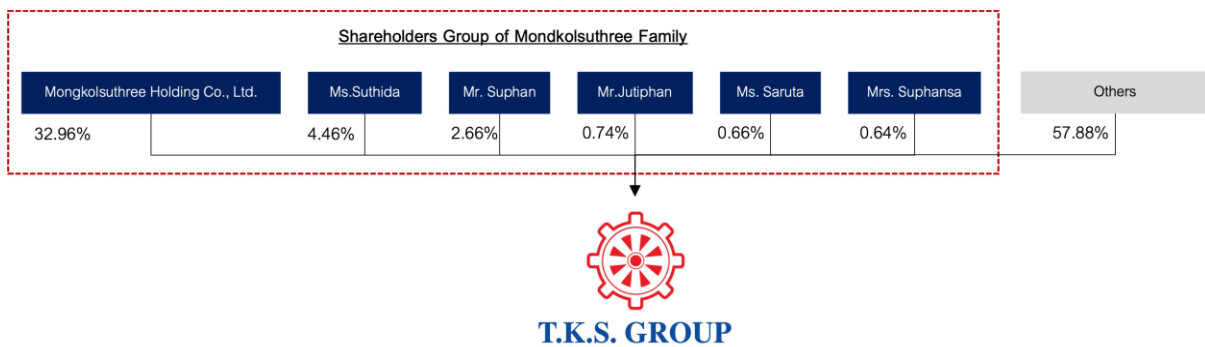 Shareholders Group of Mondkolsuthree Family
Mongkolsuthree Holding Co., Ltd.
Ms.Suthida
Mr. Suphan
Mr.Jutiphan
Ms. Saruta
Mrs. Suphansa
Others
32.96%
4.46%
2.66%
0.74%
0.66%
0.64%
57.88%
T.K.S. GROUP